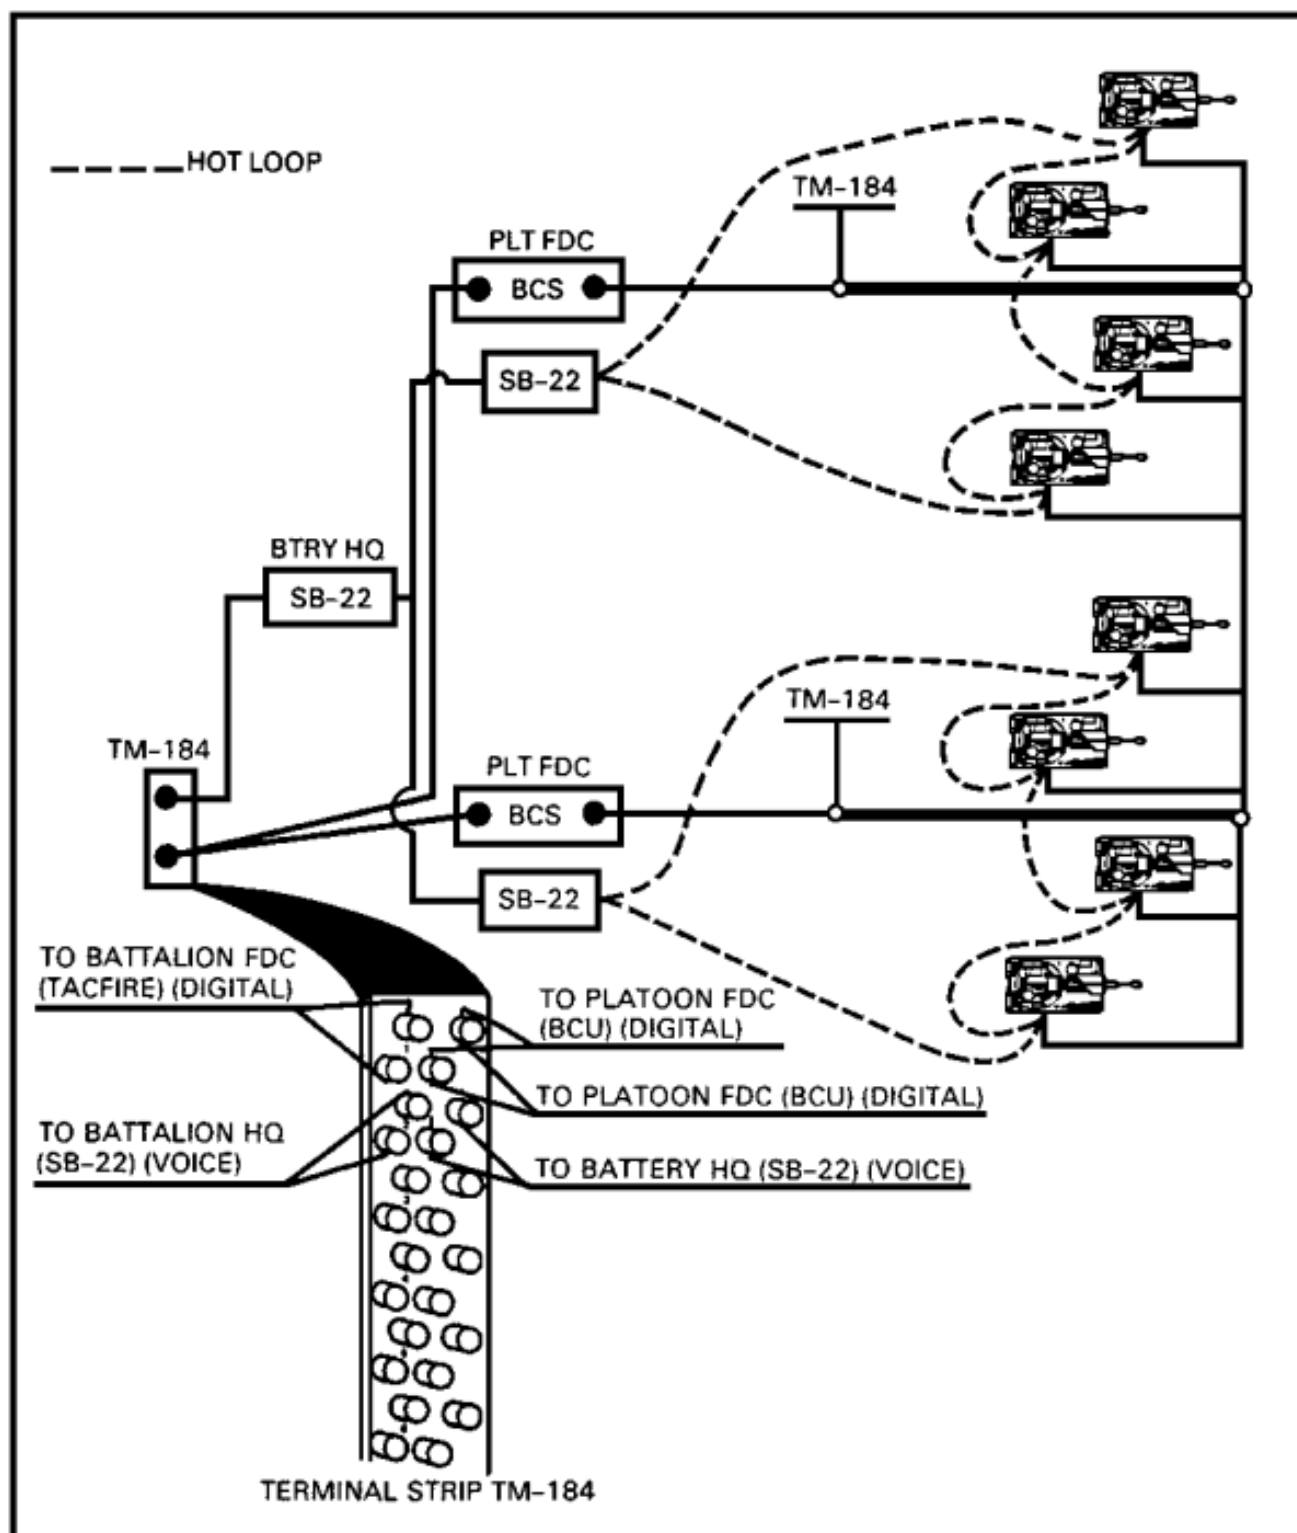 HOT LOOP
TM-184
PLT FDC
BCS
SB-22
BTRY HQ
SB-22
TM-184
TM-184
PLT FDC
BCS
SB-22
TO BATTALION FDC
(TACFIRE) (DIGITAL)
TO PLATOON FDC
(BCU) (DIGITAL)
TO PLATOON FDC (BCU) (DIGITAL)
TO BATTALION HQ
(SB-22) (VOICE)
TO BATTERY HQ (SB-22) (VOICE)
TERMINAL STRIP TM-184